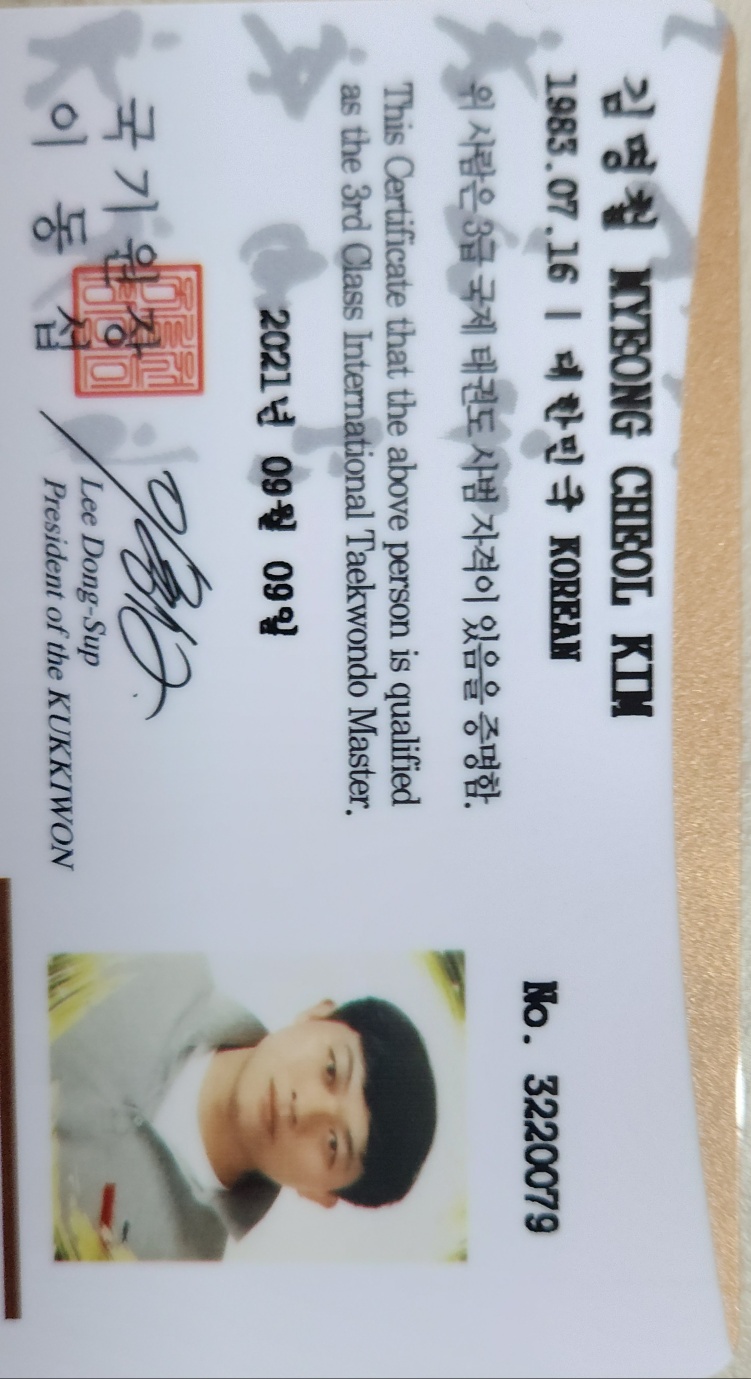 김명철 MYEONG CHEOL KIM
1983.07.16 | 대한민국 KOREAN
No. 3220079
위 사람은 3급 국제 태권도 사범 자격이 있음을 증명함.
This Certificate that the above person is qualified
as the 3rd Class International Taekwondo Master.
2021년 09월 09일
국 기 원 장
이 동 섭
Lee Dong-Sup
President of the KUKKIWON